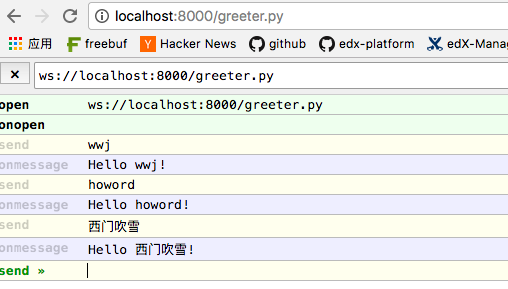 localhost:8000/greeter.py
应用 freebuf Hacker News github edx-platform edX-Mana
× ws://localhost:8000/greeter.py
open ws://localhost:8000/greeter.py
onopen
send wwj
onmessage Hello wwj!
send howord
onmessage Hello howord!
send 西门吹雪
onmessage Hello 西门吹雪!
send »